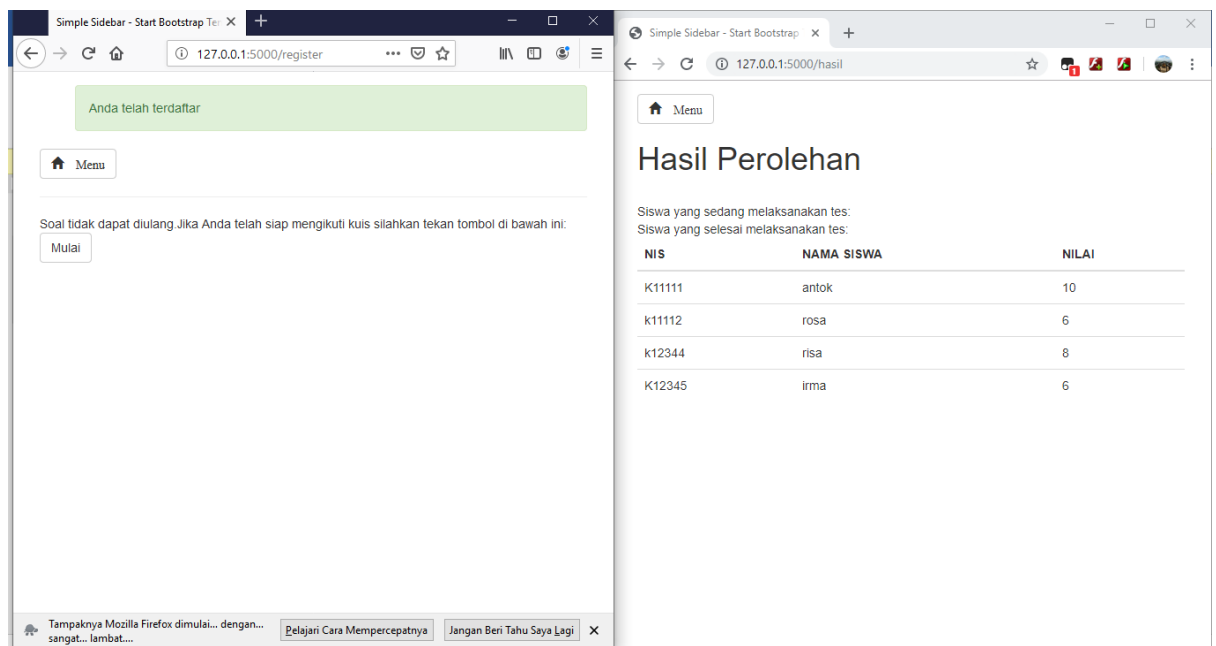 Simple Sidebar - Start Bootstrap Ter
127.0.0.1:5000/register
Anda telah terdaftar
Menu
Soal tidak dapat diulang.Jika Anda telah siap mengikuti kuis silahkan tekan tombol di bawah ini:
Mulai
Tampaknya Mozilla Firefox dimulai... dengan...
sangat... lambat....
Pelajari Cara Mempercepatnya
Jangan Beri Tahu Saya Lagi
Simple Sidebar - Start Bootstrap
127.0.0.1:5000/hasil
1
Menu
Hasil Perolehan
Siswa yang sedang melaksanakan tes:
Siswa yang selesai melaksanakan tes:
NIS NAMA SISWA NILAI
K11111 antok 10
k11112 rosa 6
k12344 risa 8
K12345 irma 6